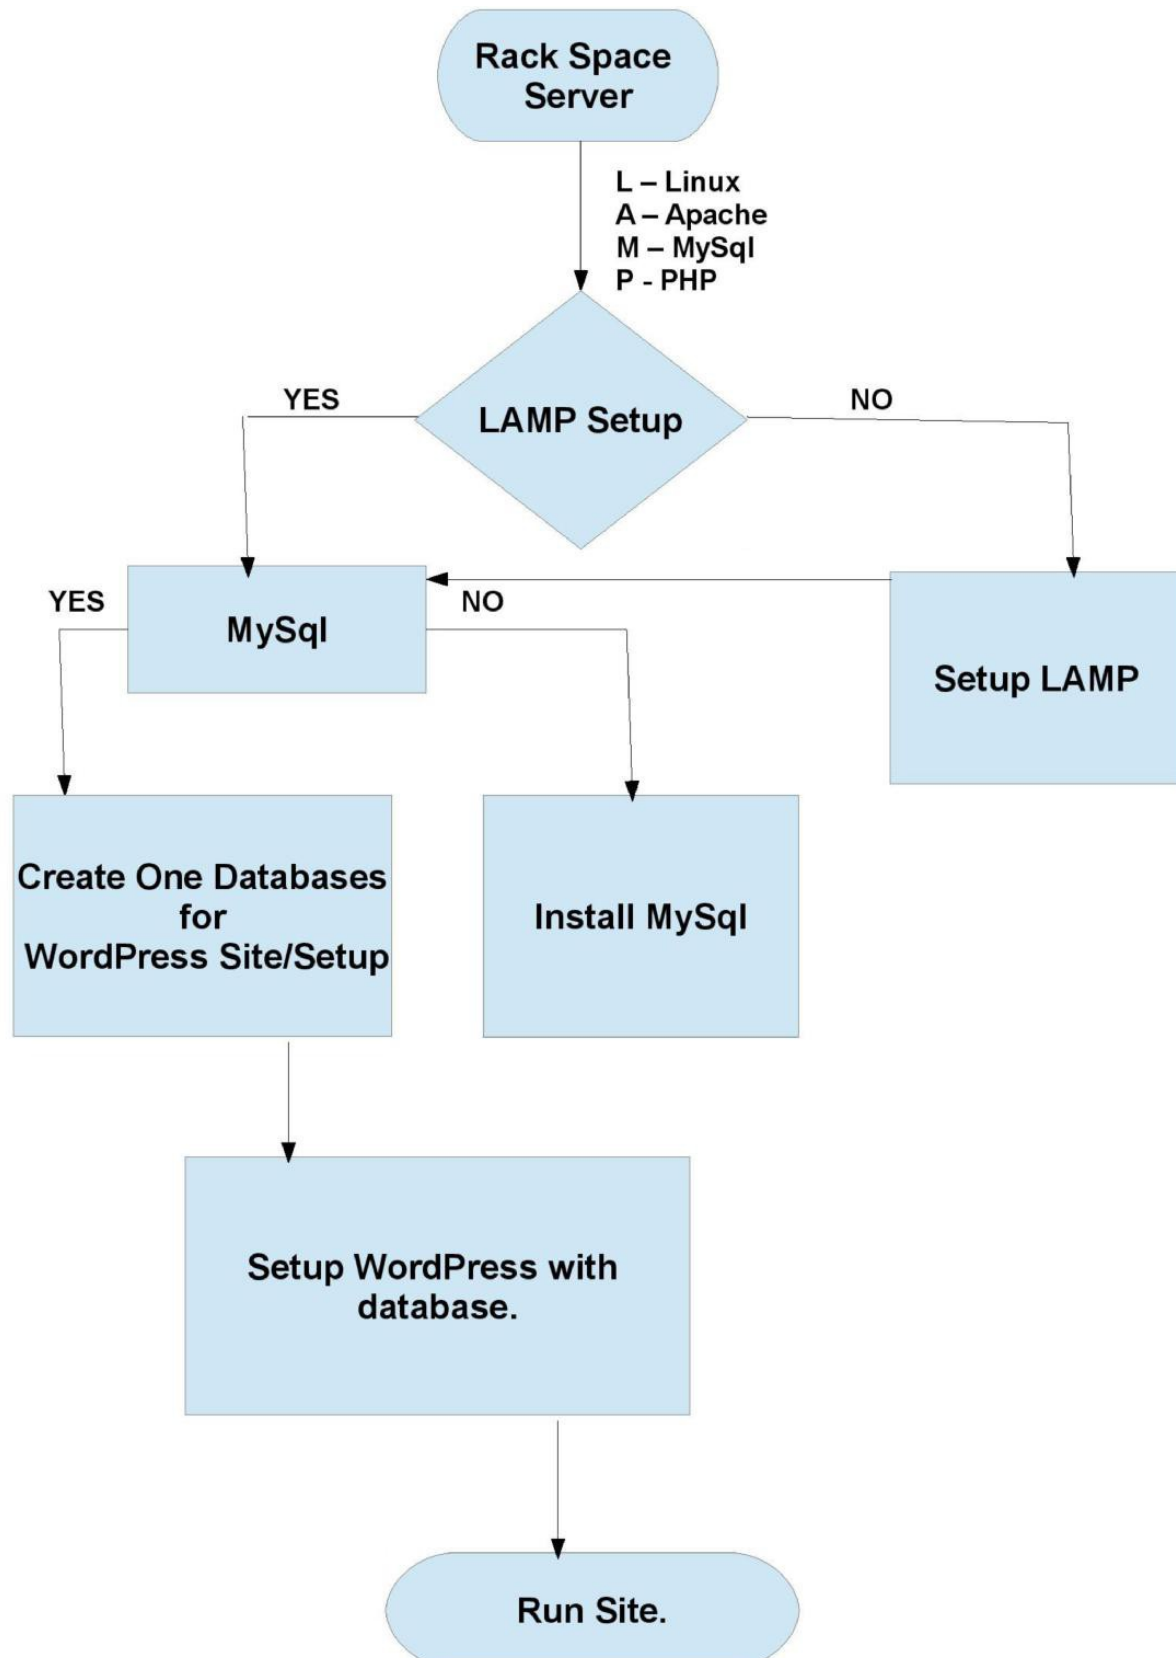 Rack Space
Server
L – Linux
A – Apache
M – MySql
P - PHP
YES
LAMP Setup
NO
YES
MySql
NO
Setup LAMP
Create One Databases
for
WordPress Site/Setup
Install MySql
Setup WordPress with
database.
Run Site.